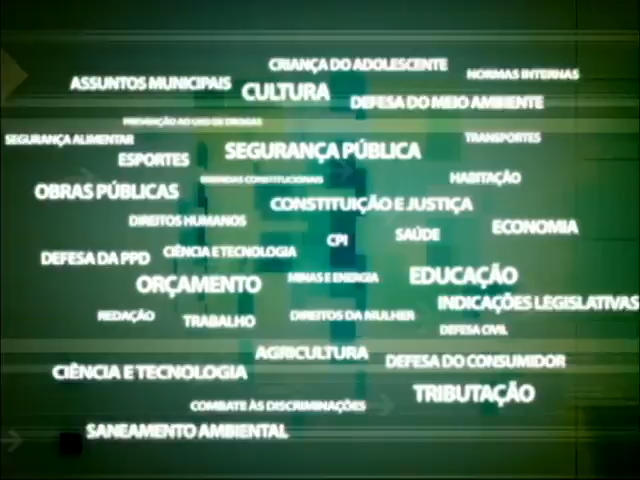 CRIANÇA DO ADOLESCENTE
NORMAS INTERNAS
ASSUNTOS MUNICIPAIS
CULTURA
DEFESA DO MEIO AMBIENTE
PREVENÇÃO AO USO DE DROGAS
SEGURANÇA ALIMENTAR
TRANSPORTES
SEGURANÇA PÚBLICA
ESPORTES
EMENDAS CONSTITUCIONAIS
HABITAÇÃO
OBRAS PÚBLICAS
CONSTITUIÇÃO E JUSTIÇA
DIREITOS HUMANOS
ECONOMIA
SAÚDE
CPI
CIÊNCIA E TECNOLOGIA
DEFESA DA PPD
EDUCAÇÃO
MINAS E ENERGIA
ORÇAMENTO
INDICAÇÕES LEGISLATIVAS
REDAÇÃO
DIREITOS DA MULHER
TRABALHO
DEFESA CIVIL
AGRICULTURA
DEFESA DO CONSUMIDOR
CIÊNCIA E TECNOLOGIA
TRIBUTAÇÃO
COMBATE ÀS DISCRIMINAÇÕES
SANEAMENTO AMBIENTAL